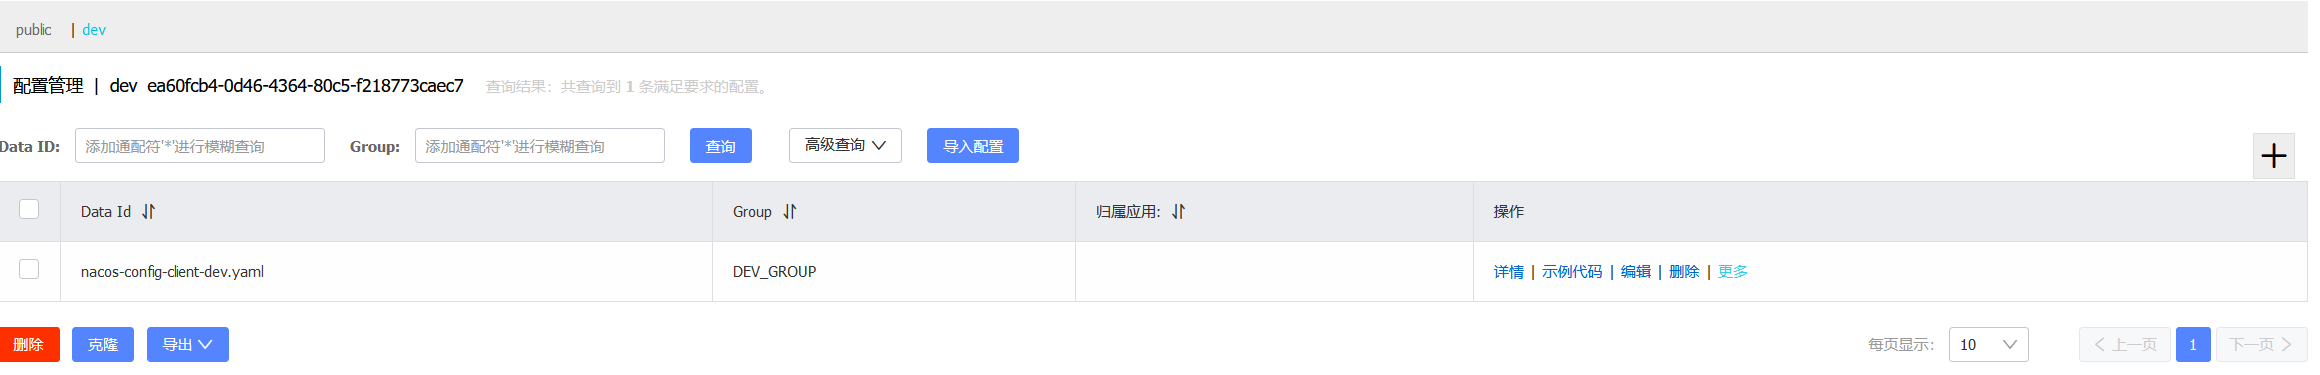 public | dev
配置管理 | dev ea60fcb4-0d46-4364-80c5-f218773caec7 查询结果：共查询到 1 条满足要求的配置。
Data ID: 添加通配符'*'进行模糊查询 Group: 添加通配符'*'进行模糊查询 查询 高级查询 导入配置
Data Id Group 归属应用: 操作
nacos-config-client-dev.yaml DEV_GROUP 详情 | 示例代码 | 编辑 | 删除 | 更多
删除 克隆 导出 每页显示: 10 上一页 1 下一页